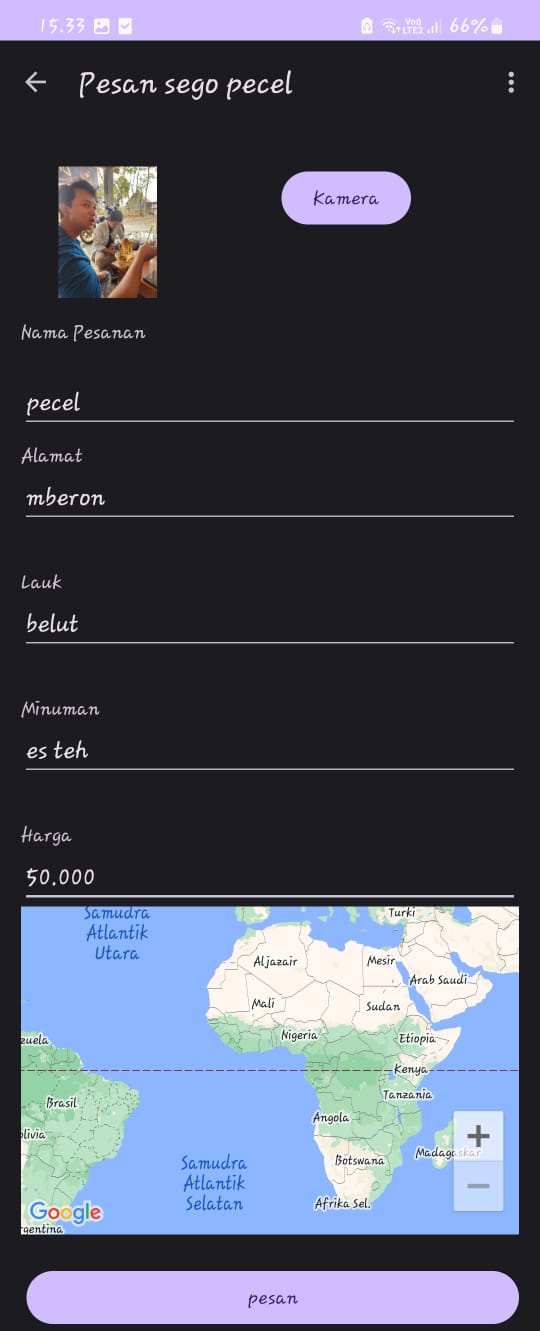 15.33 Vo)) LTE2 66%
Pesan sego pecel
Kamera
Nama Pesanan
pecel
Alamat
mberon
Lauk
belut
Minuman
es teh
Harga
50.000
Samudra
Atlantik
Utara
Turki
Aljazair
Mesir
Arab Saudi
Mali
Sudan
Nigeria
Etiopia
zuela
Kenya
Tanzania
Brasil
Angola
livia
Madagaskar
Botswana
Samudra
Atlantik
Selatan
Afrika Sel.
Google
rgentina
pesan